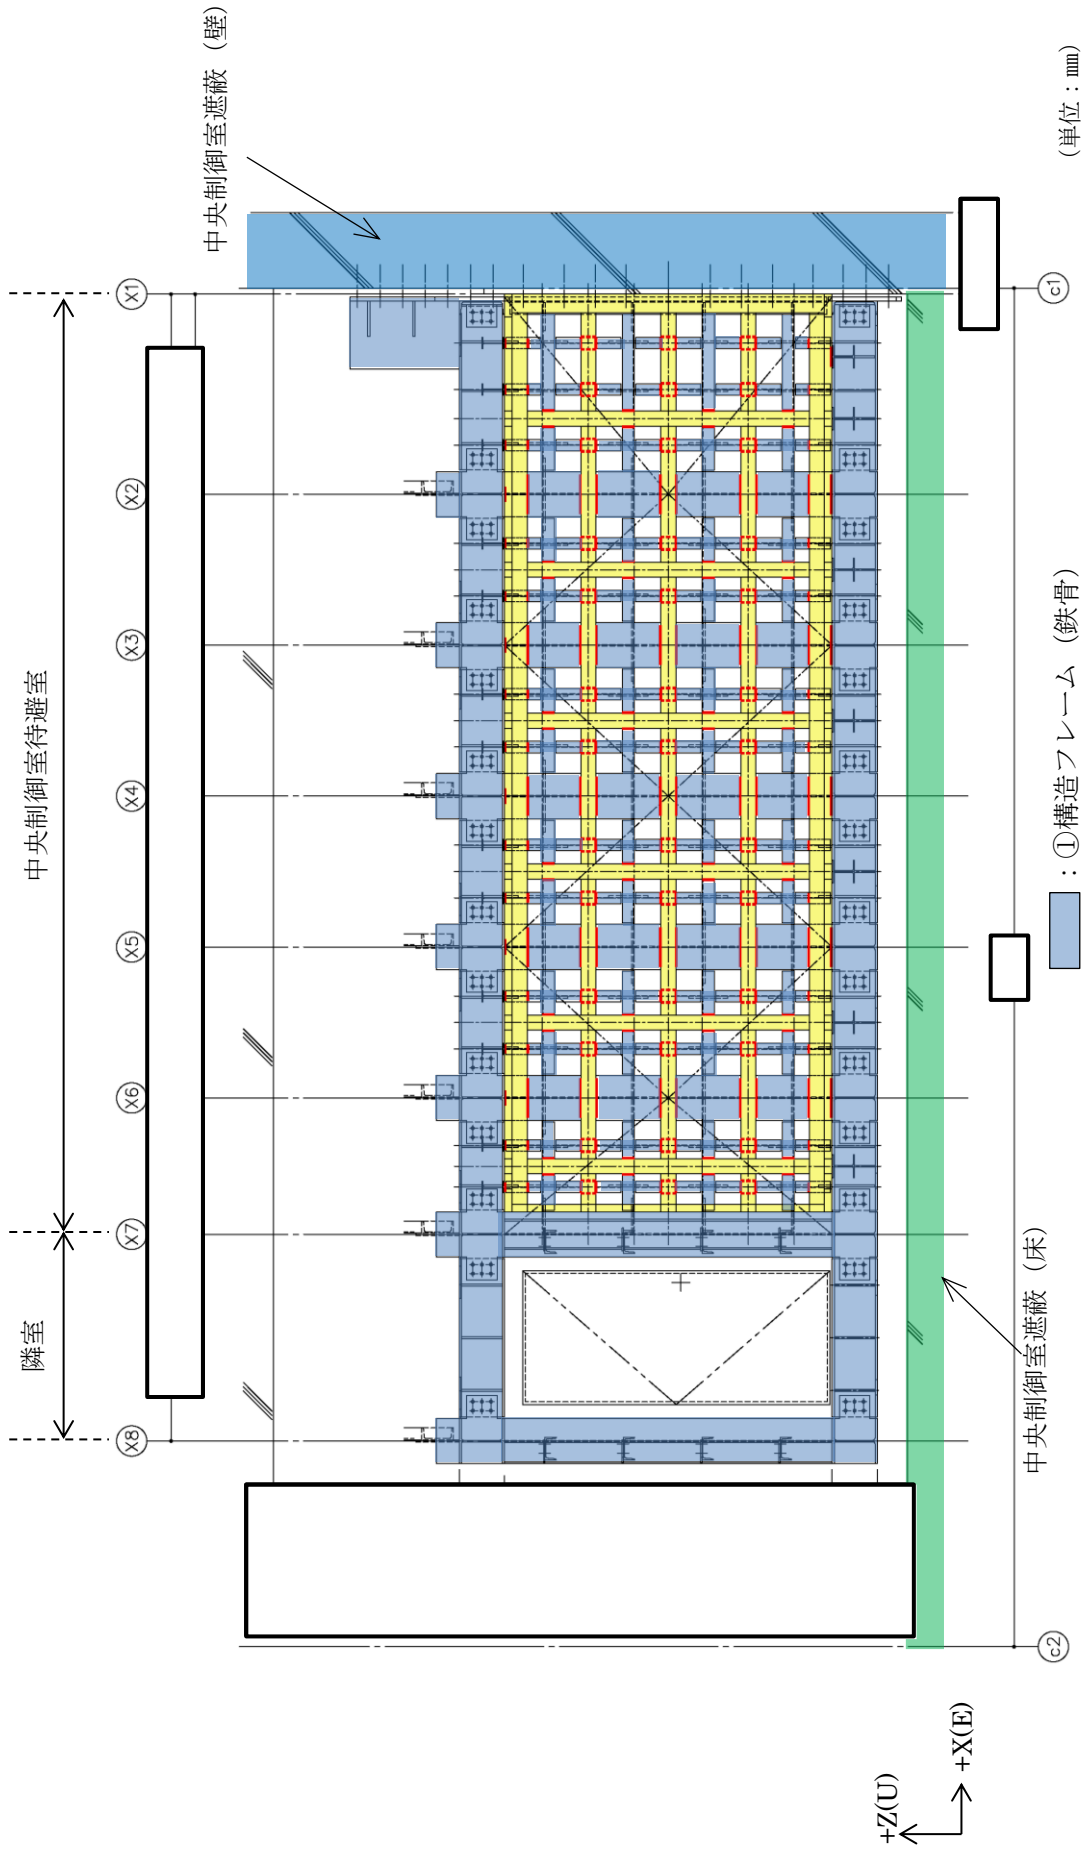 中央制御室遮蔽（壁）
中央制御室待避室
隣室
X1
X2
X3
X4
X5
X6
X7
X8
c1
c2
中央制御室遮蔽（床）
：①構造フレーム（鉄骨）
（単位：㎜）
+Z(U)
+X(E)